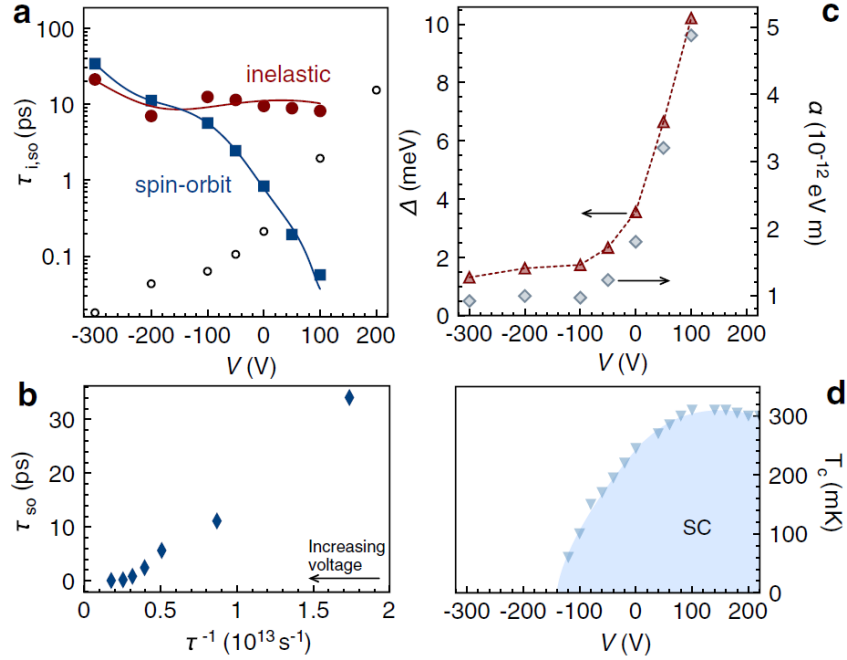 a
100
10
1
0.1
τ i,so (ps)
inelastic
spin-orbit
-300 -200 -100 0 100 200
V (V)
c
10
8
6
4
2
0
Δ (meV)
5
4
3
2
1
α (10⁻¹² eV m)
-300 -200 -100 0 100 200
V (V)
b
30
20
10
0
τ so (ps)
Increasing
voltage
0 0.5 1 1.5 2
τ⁻¹ (10¹³ s⁻¹)
d
300
200
100
0
T c (mK)
SC
-300 -200 -100 0 100 200
V (V)